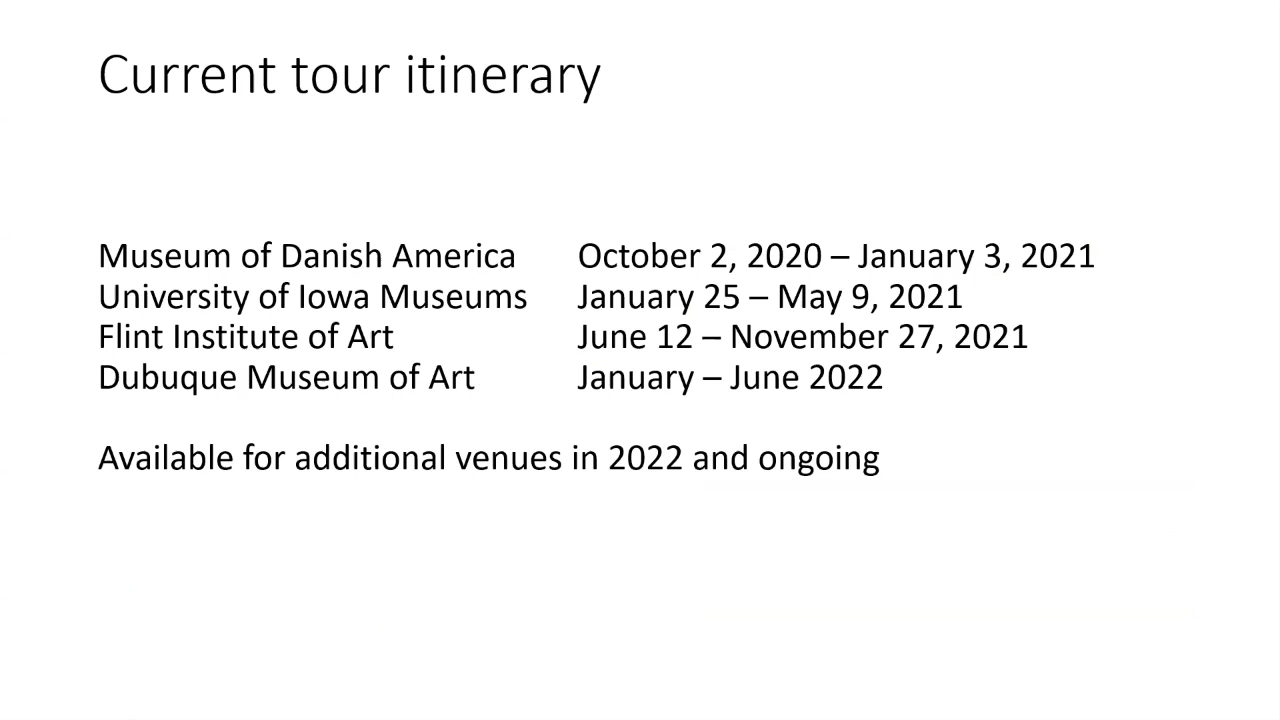 Current tour itinerary
Museum of Danish America October 2, 2020 – January 3, 2021
University of Iowa Museums January 25 – May 9, 2021
Flint Institute of Art June 12 – November 27, 2021
Dubuque Museum of Art January – June 2022
Available for additional venues in 2022 and ongoing